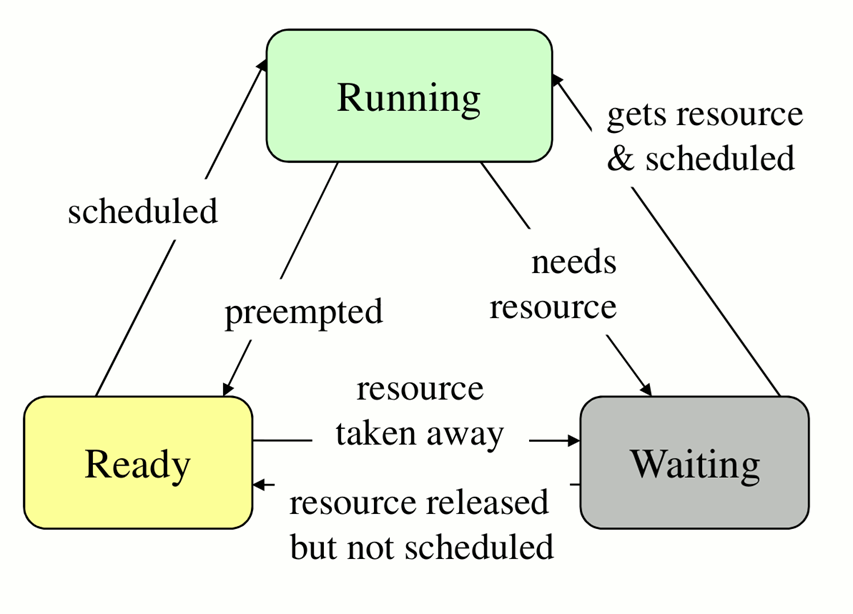 Running
gets resource
& scheduled
scheduled
needs
resource
preempted
resource
taken away
Ready
Waiting
resource released
but not scheduled